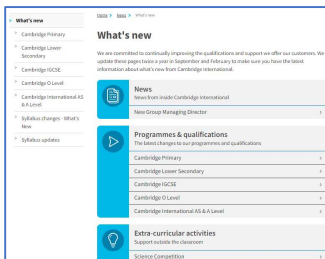 What's new
Cambridge Primary
Cambridge Lower
Secondary
Cambridge IGCSE
Cambridge O Level
Cambridge International AS
& A Level
Syllabus changes - What's
New
Syllabus updates
Home > News > What's new
What's new
We are committed to continually improving the qualifications and support we offer our customers. We
update these pages twice a year in September and February to make sure you have the latest
information about what's new from Cambridge International.
News
News from inside Cambridge International
New Group Managing Director
Programmes & qualifications
The latest changes to our programmes and qualifications
Cambridge Primary
Cambridge Lower Secondary
Cambridge IGCSE
Cambridge O Level
Cambridge International AS & A Level
Extra-curricular activities
Support outside the classroom
Science Competition